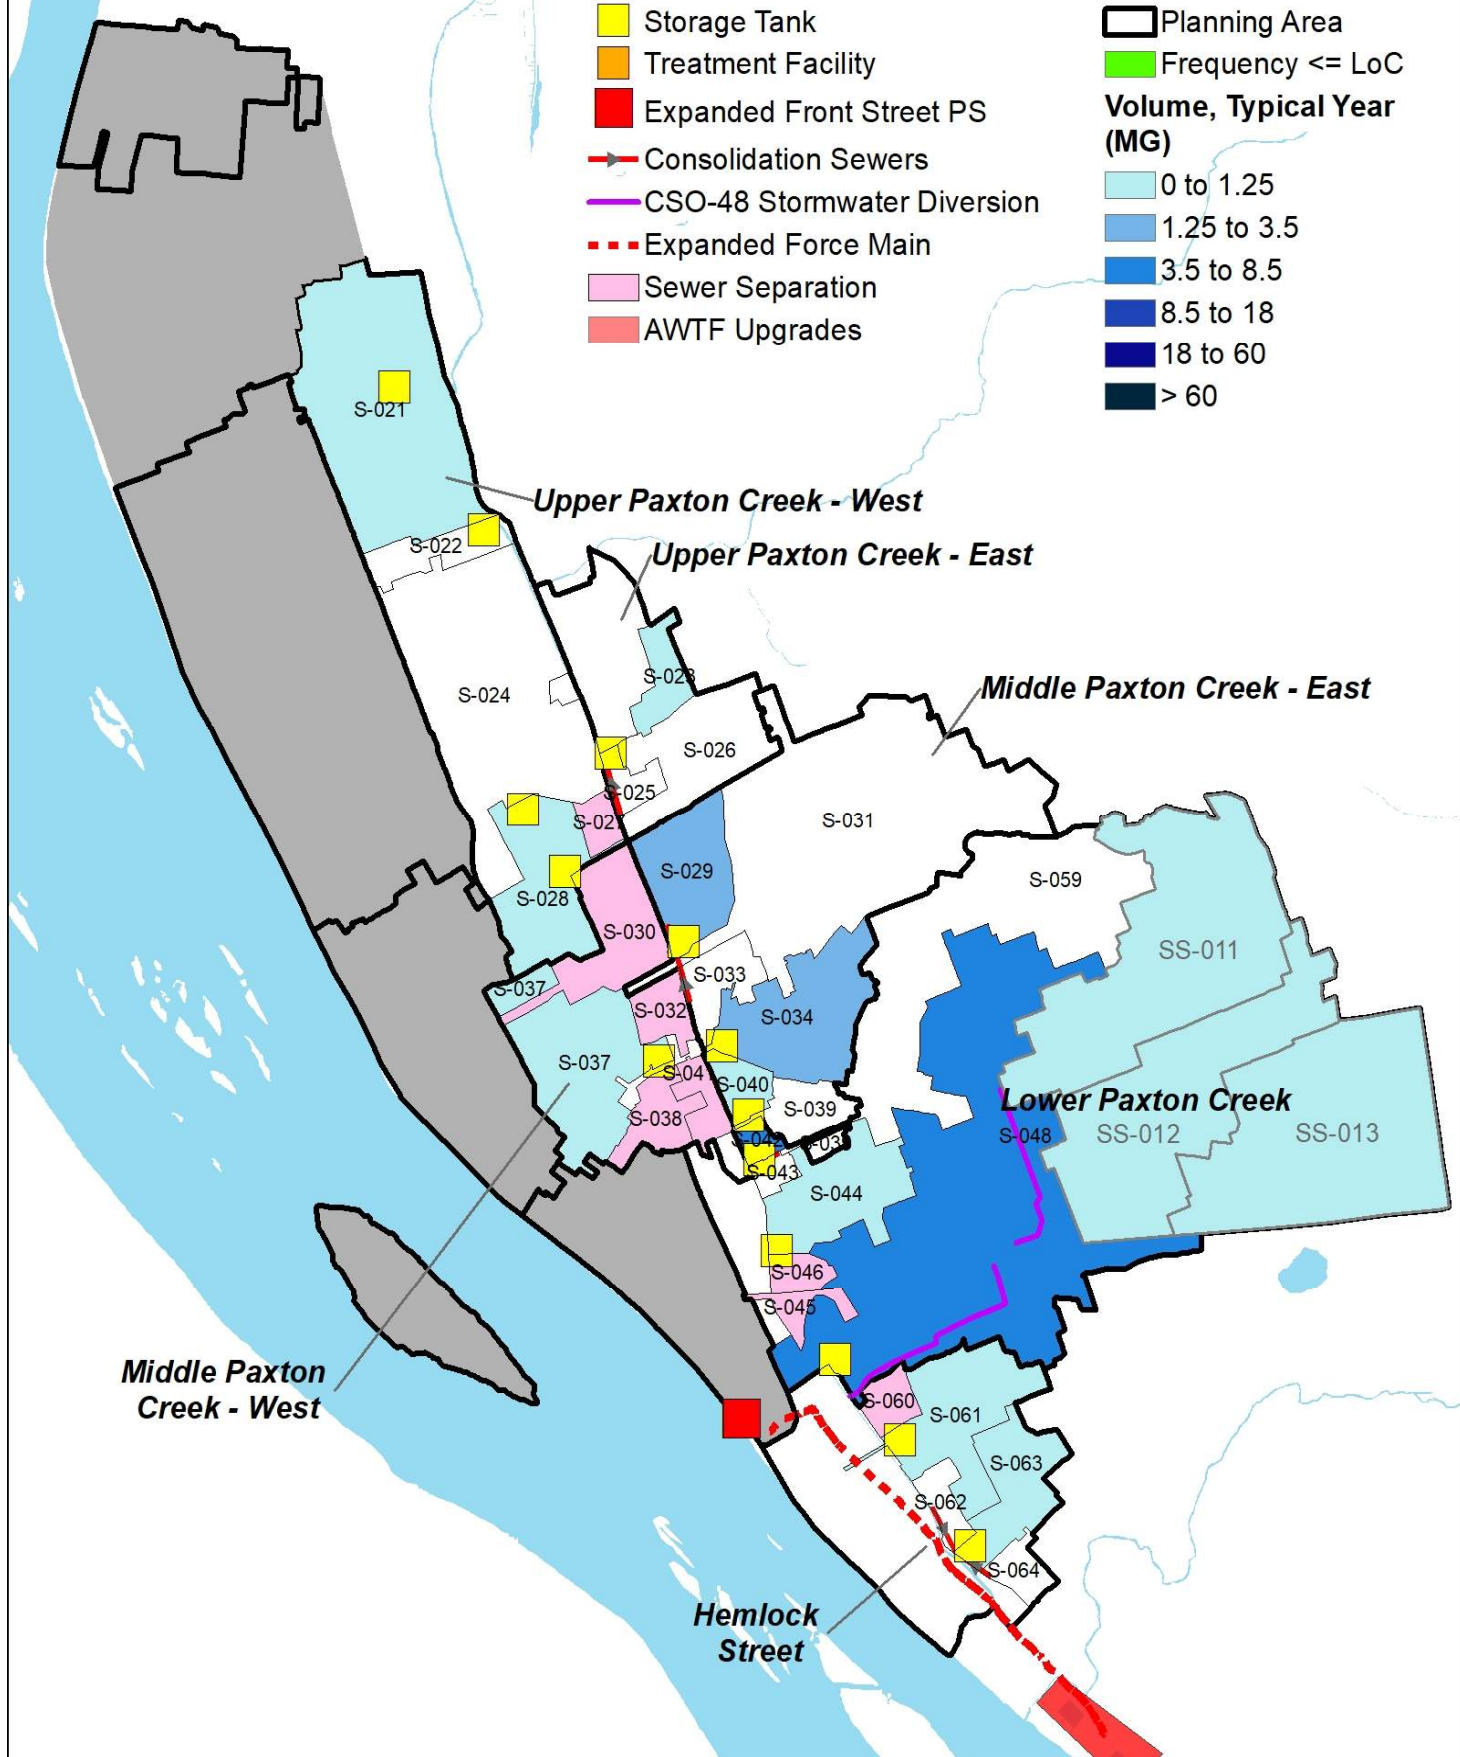 Storage Tank
Treatment Facility
Expanded Front Street PS
Consolidation Sewers
CSO-48 Stormwater Diversion
Expanded Force Main
Sewer Separation
AWTF Upgrades
Planning Area
Frequency <= LoC
Volume, Typical Year
(MG)
0 to 1.25
1.25 to 3.5
3.5 to 8.5
8.5 to 18
18 to 60
> 60
S-021
Upper Paxton Creek - West
S-022
Upper Paxton Creek - East
S-023
Middle Paxton Creek - East
S-024
S-026
S-025
S-027
S-031
S-029
S-059
S-028
S-030
SS-011
S-033
S-037
S-032
S-034
S-037
S-041
S-040
S-039
Lower Paxton Creek
S-038
S-042
S-048
SS-012
SS-013
S-043
S-044
S-046
S-045
Middle Paxton
Creek - West
S-060
S-061
S-063
S-062
S-064
Hemlock
Street